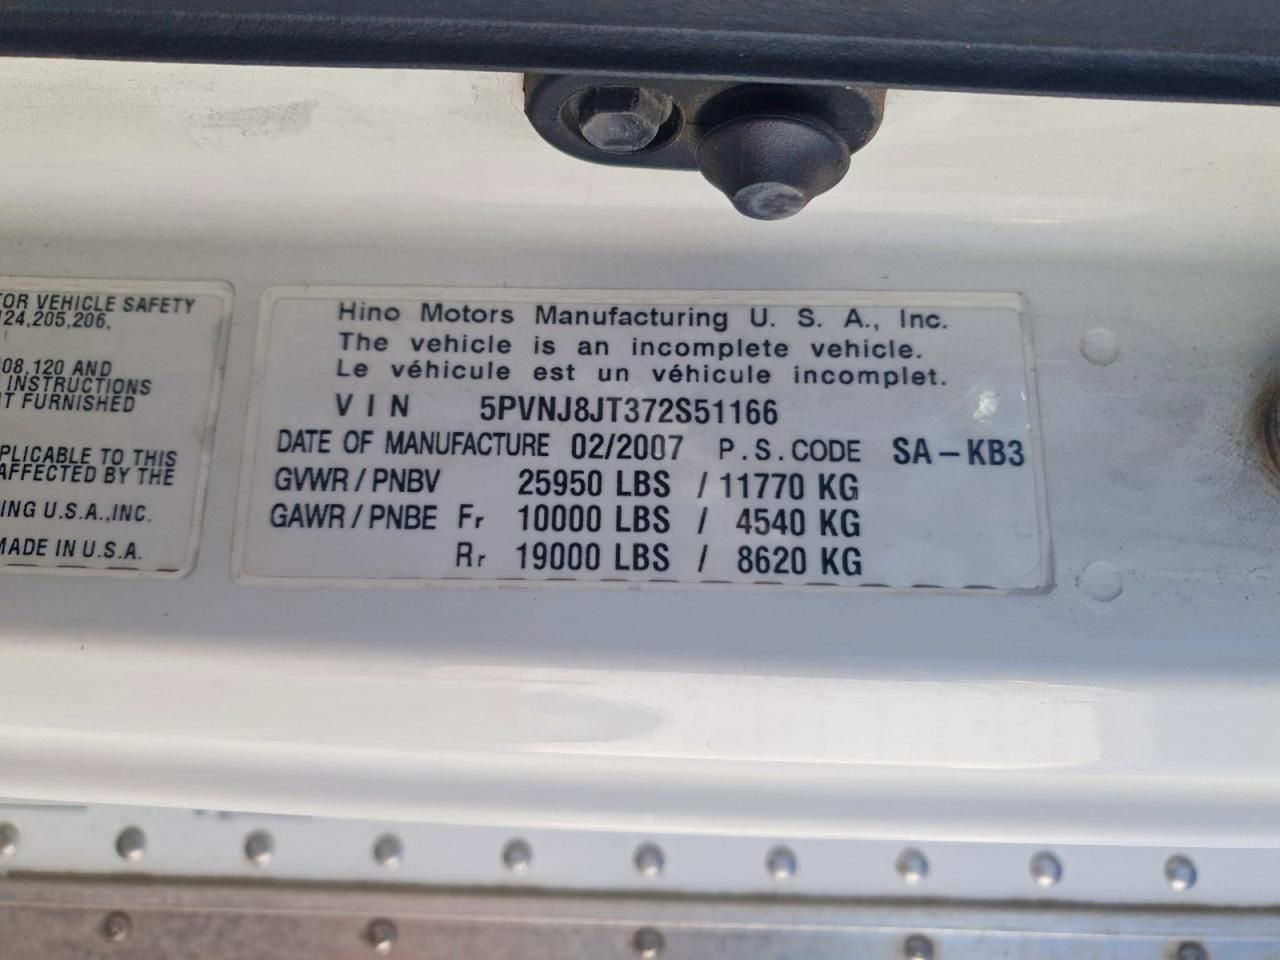 OR VEHICLE SAFETY
124,205,206,
08,120 AND
INSTRUCTIONS
T FURNISHED
PLICABLE TO THIS
AFFECTED BY THE
ING U.S.A.,INC.
MADE IN U.S.A.
Hino Motors Manufacturing U. S. A., Inc.
The vehicle is an incomplete vehicle.
Le véhicule est un véhicule incomplet.
VIN 5PVNJ8JT372S51166
DATE OF MANUFACTURE 02/2007 P.S.CODE SA-KB3
GVWR/PNBV 25950 LBS / 11770 KG
GAWR/PNBE Fr 10000 LBS / 4540 KG
Rr 19000 LBS / 8620 KG